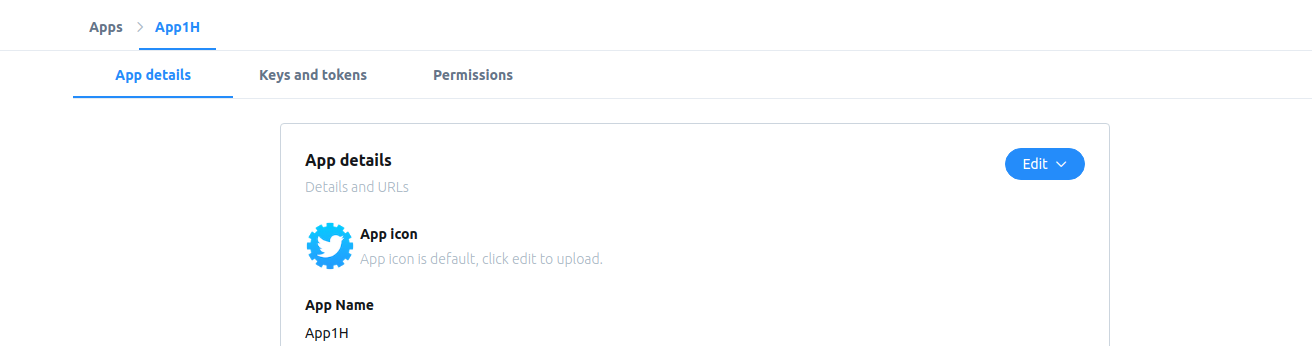 Apps > App1H
App details Keys and tokens Permissions
App details
Edit
Details and URLs
App icon
App icon is default, click edit to upload.
App Name
App1H